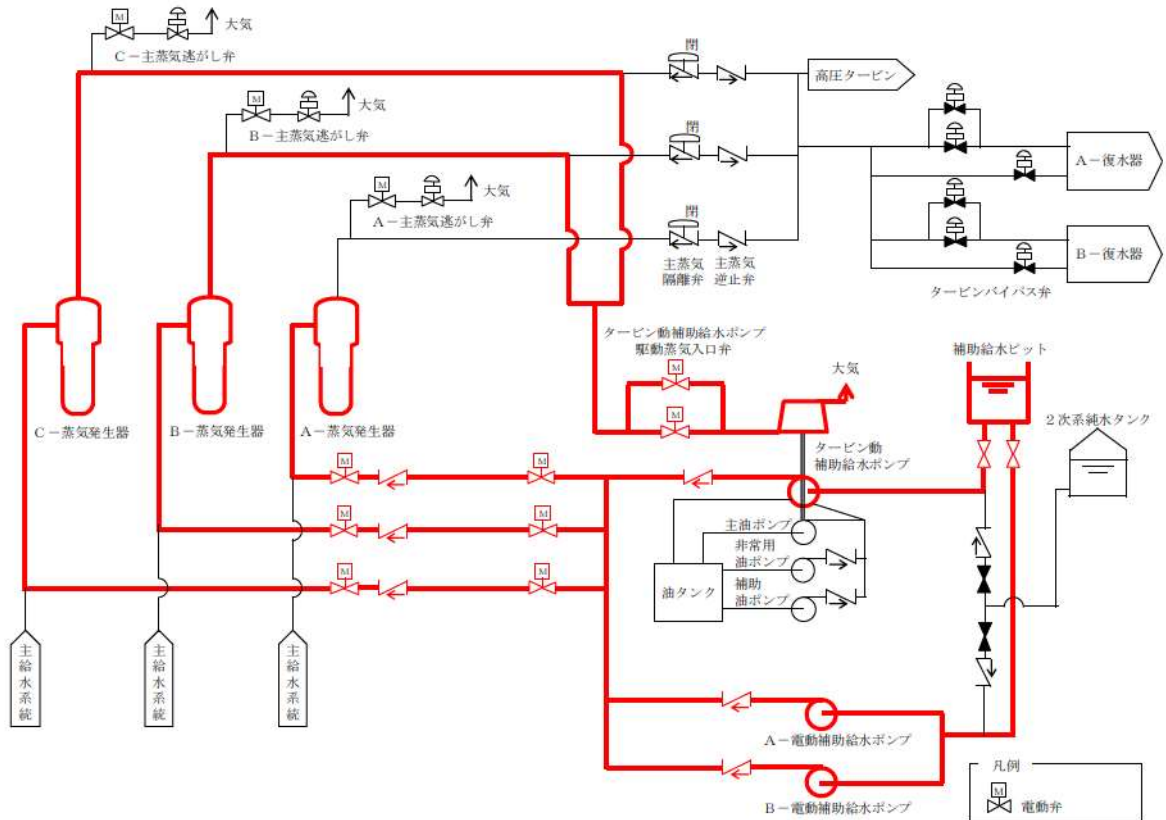 M
大気
C－主蒸気逃がし弁
閉
高圧タービン
M
大気
B－主蒸気逃がし弁
閉
A－復水器
M
大気
A－主蒸気逃がし弁
閉
主蒸気
隔離弁
主蒸気
逆止弁
B－復水器
タービンバイパス弁
タービン動補助給水ポンプ
駆動蒸気入口弁
M
M
大気
補助給水ピット
2次系純水タンク
C－蒸気発生器
B－蒸気発生器
A－蒸気発生器
タービン動
補助給水ポンプ
M
M
M
M
M
M
主油ポンプ
非常用
油ポンプ
補助
油ポンプ
油タンク
主給水系統
主給水系統
主給水系統
A－電動補助給水ポンプ
B－電動補助給水ポンプ
凡例
M
電動弁